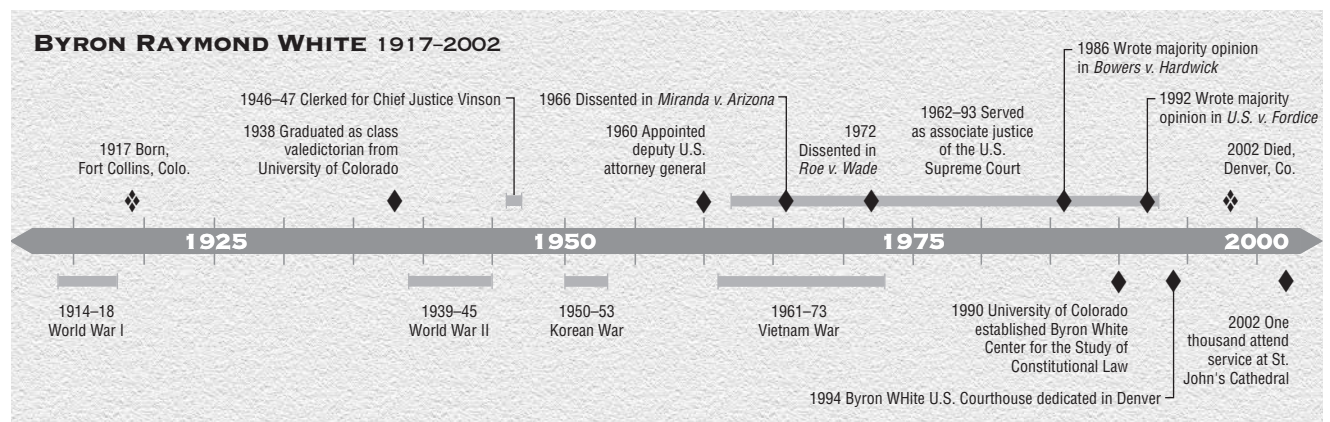 BYRON RAYMOND WHITE 1917–2002
1986 Wrote majority opinion
in Bowers v. Hardwick
1946–47 Clerked for Chief Justice Vinson
1966 Dissented in Miranda v. Arizona
1992 Wrote majority
opinion in U.S. v. Fordice
1917 Born,
Fort Collins, Colo.
1938 Graduated as class
valedictorian from
University of Colorado
1960 Appointed
deputy U.S.
attorney general
1972
Dissented in
Roe v. Wade
1962–93 Served
as associate justice
of the U.S.
Supreme Court
2002 Died,
Denver, Co.
1925
1950
1975
2000
1914–18
World War I
1939–45
World War II
1950–53
Korean War
1961–73
Vietnam War
1990 University of Colorado
established Byron White
Center for the Study of
Constitutional Law
1994 Byron WHite U.S. Courthouse dedicated in Denver
2002 One
thousand attend
service at St.
John's Cathedral